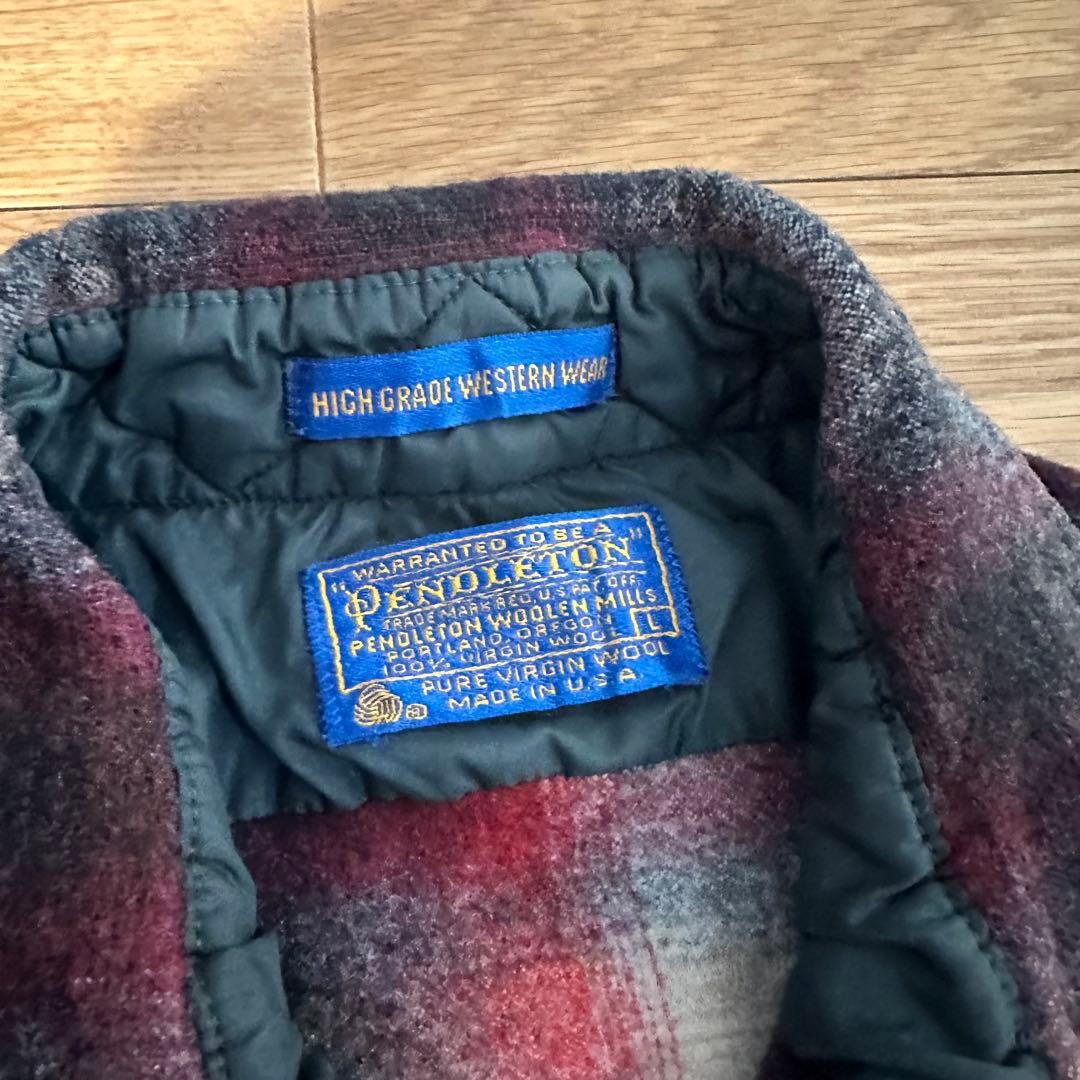 HIGH GRADE WESTERN WEAR
"WARRANTED TO BE A
PENDLETON"
TRADE MARK REG. U.S. PAT. OFF.
PENDLETON WOOLEN MILLS
PORTLAND, OREGON
L
100% VIRGIN WOOL
PURE VIRGIN WOOL
R
MADE IN U.S.A.